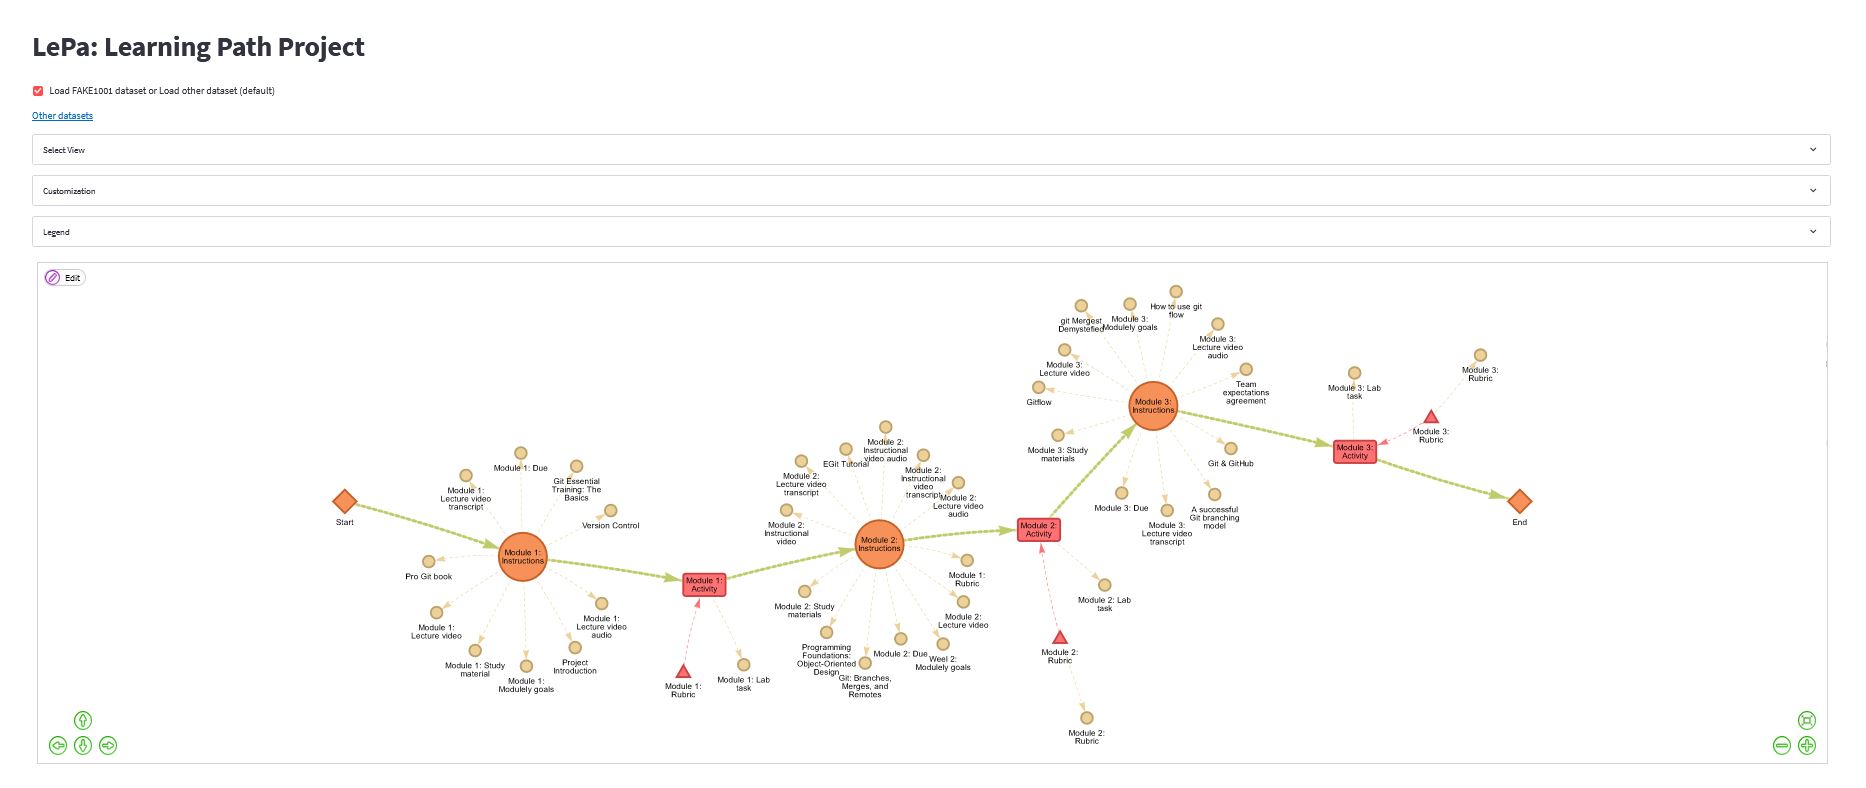 LePa: Learning Path Project
Load FAKE1001 dataset or Load other dataset (default)
Other datasets
Select View
Customization
Legend
Edit
Start
Module 1: Due
Module 1:
Lecture video
transcript
Git Essential
Training: The
Basics
Version Control
Module 1:
Instructions
Pro Git book
Module 1:
Lecture video
Module 1: Study
material
Module 1:
Modulely goals
Project
Introduction
Module 1:
Lecture video
audio
Module 1:
Activity
Module 1:
Rubric
Module 1: Lab
task
Module 2:
Lecture video
transcript
EGit Tutorial
Module 2:
Instructional
video audio
Module 2:
Instructional
video
transcript
Module 2:
Lecture video
audio
Module 2:
Instructional
video
Module 2:
Instructions
Module 1:
Rubric
Module 2: Study
materials
Module 2:
Lecture video
Programming
Foundations:
Object-Oriented
Design
Git: Branches,
Merges, and
Remotes
Module 2: Due
Weel 2:
Modulely goals
Module 2:
Activity
Module 2: Lab
task
Module 2:
Rubric
Module 2:
Rubric
git Mergest
Demystefied
Module 3:
Modulely goals
How to use git
flow
Module 3:
Lecture video
audio
Module 3:
Lecture video
Team
expectations
agreement
Gitflow
Module 3:
Instructions
Module 3: Study
materials
Git & GitHub
Module 3: Due
Module 3:
Lecture video
transcript
A successful
Git branching
model
Module 3: Lab
task
Module 3:
Rubric
Module 3:
Rubric
Module 3:
Activity
End